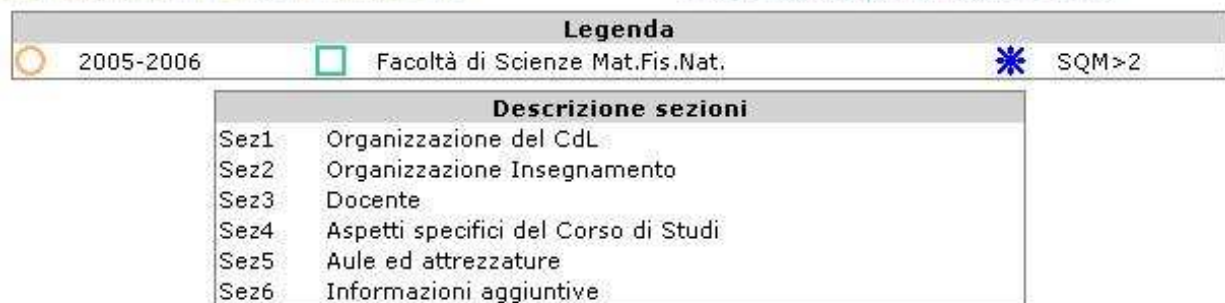 Legenda
2005-2006 Facoltà di Scienze Mat.Fis.Nat. SQM>2
Descrizione sezioni
Sez1 Organizzazione del CdL
Sez2 Organizzazione Insegnamento
Sez3 Docente
Sez4 Aspetti specifici del Corso di Studi
Sez5 Aule ed attrezzature
Sez6 Informazioni aggiuntive